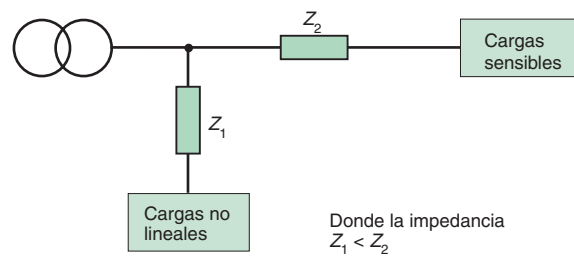 Z2
Cargas
sensibles
Z1
Cargas no
lineales
Donde la impedancia
Z1 < Z2